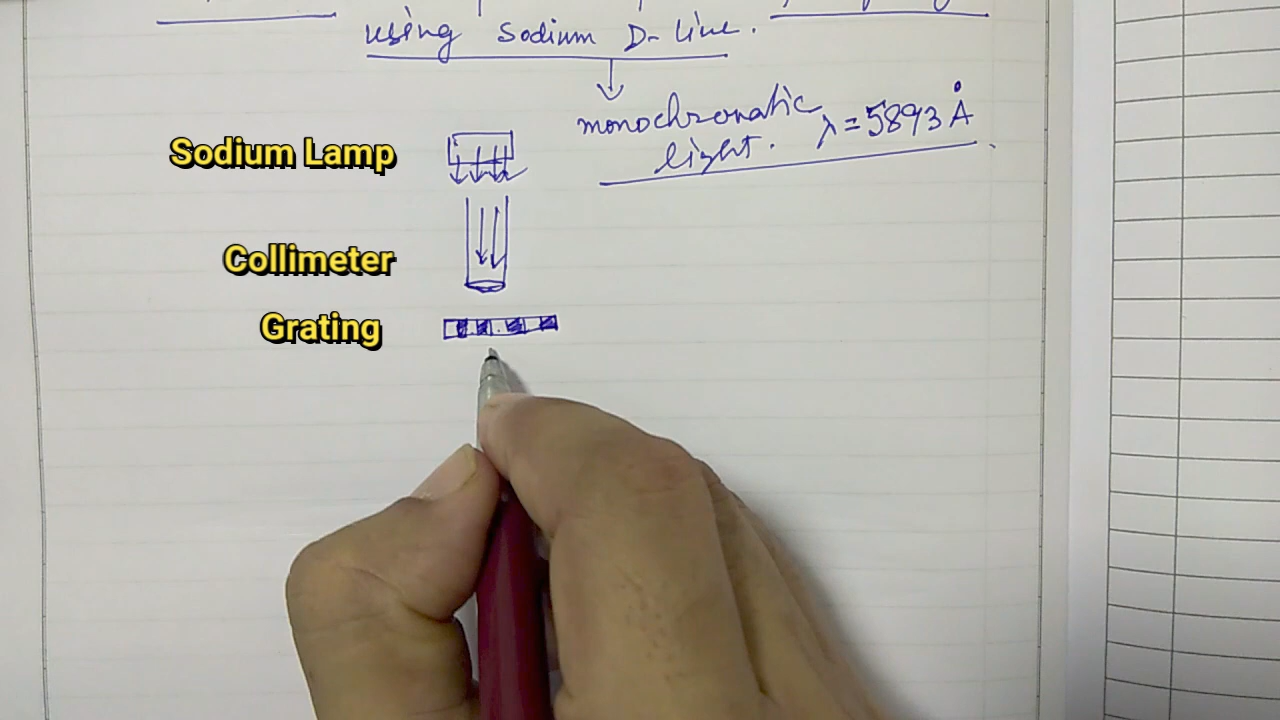 using Sodium D-line.
monochromatic
light. λ = 5893 Å
Sodium Lamp
Collimeter
Grating